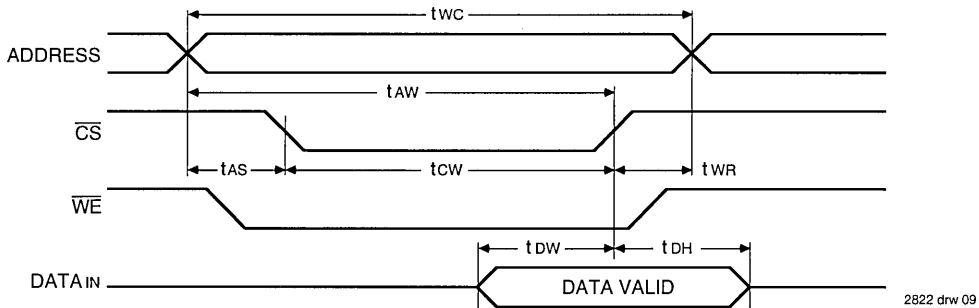 tWC
ADDRESS
tAW
CS
tAS
tCW
tWR
WE
tDW
tDH
DATAIN
DATA VALID
2822 drw 09